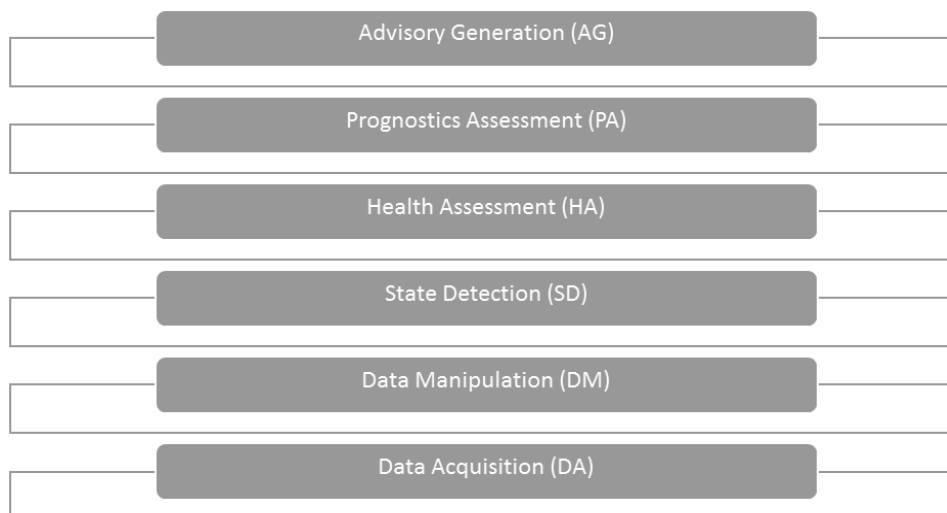 Advisory Generation (AG)
Prognostics Assessment (PA)
Health Assessment (HA)
State Detection (SD)
Data Manipulation (DM)
Data Acquisition (DA)